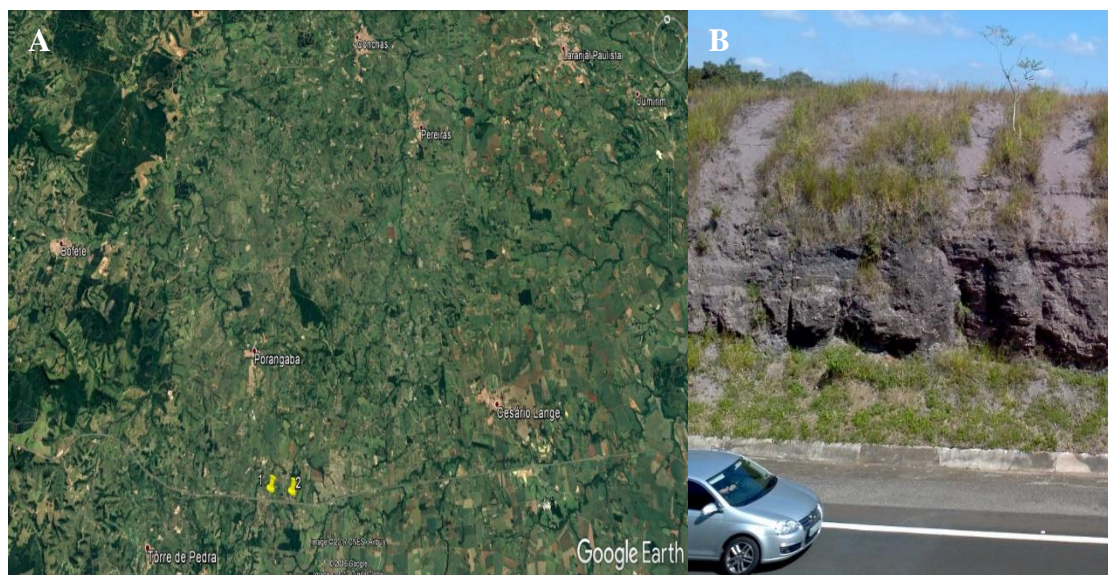 A
B
Conchas
Laranjal Paulista
Jumirim
Pereiras
Bofete
Porangaba
Cesário Lange
1 2
Torre de Pedra
Google Earth